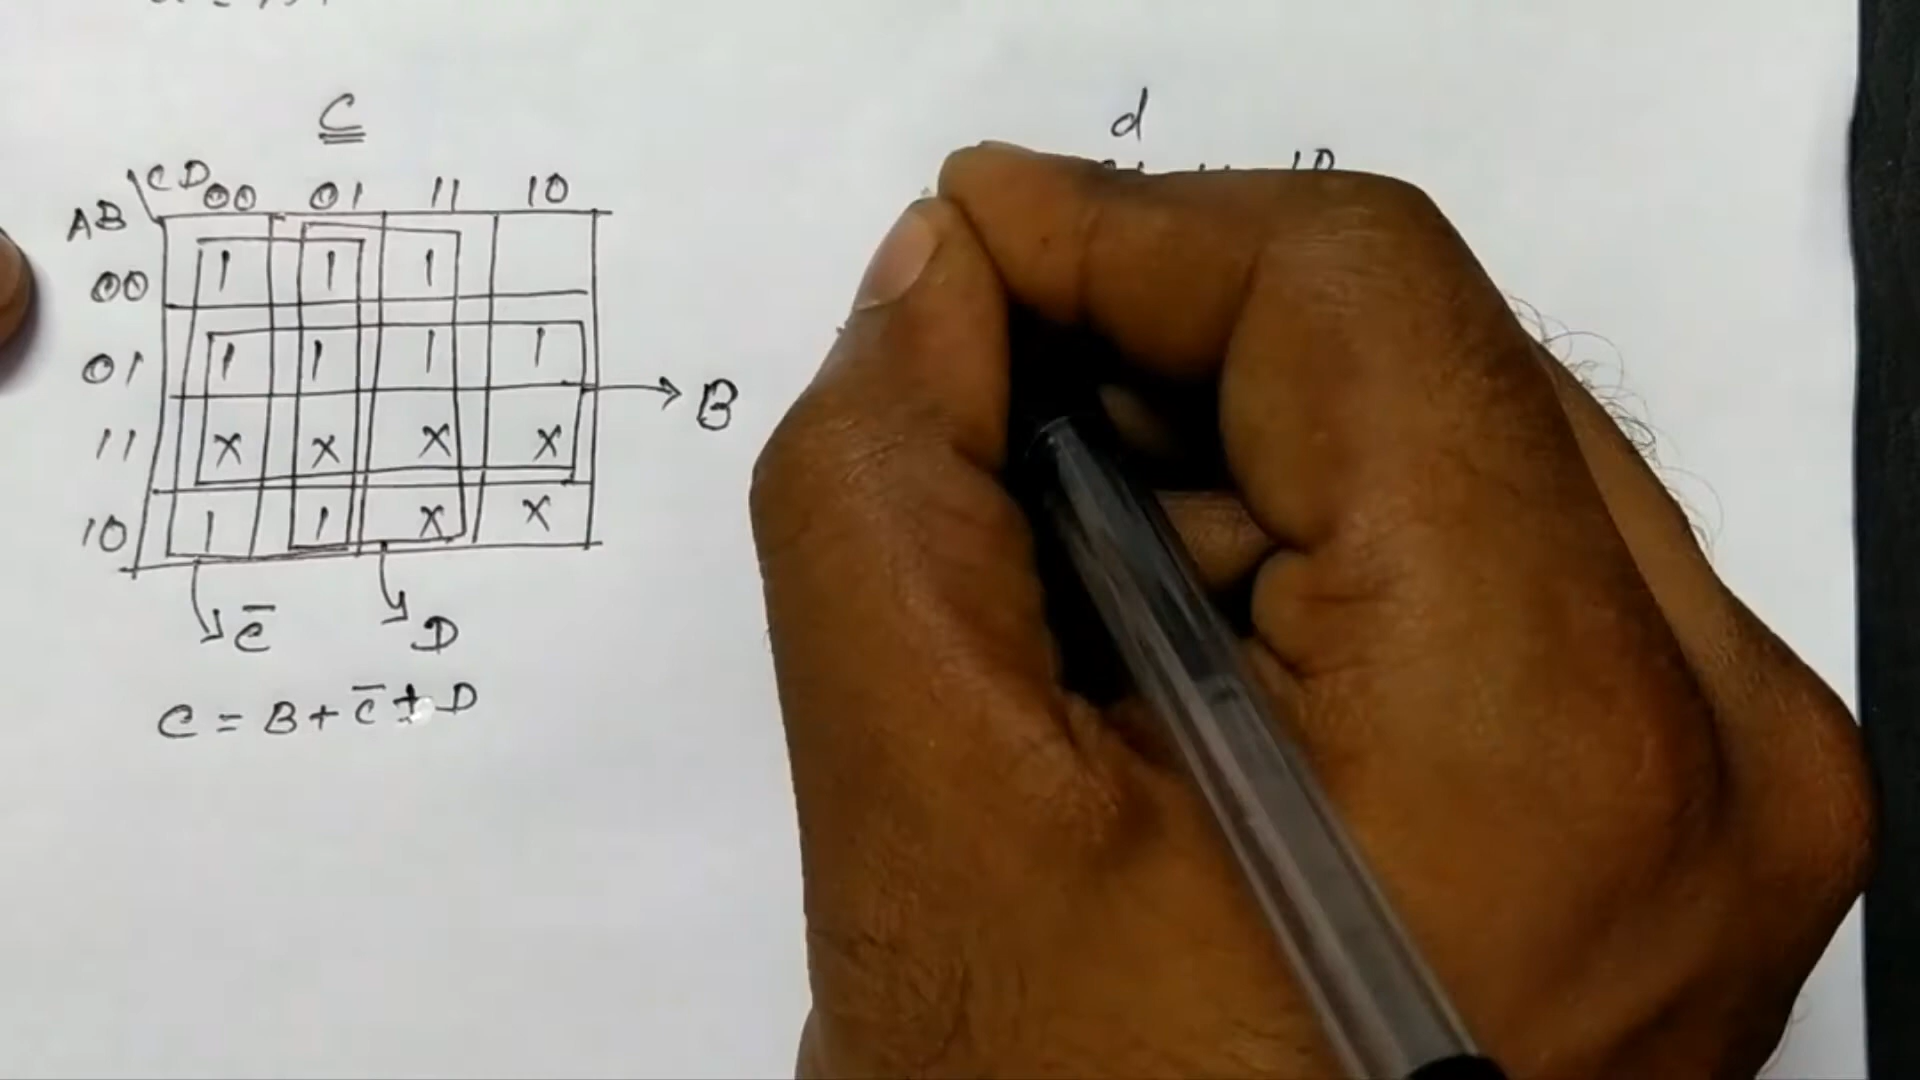 C
CD 00 01 11 10
AB
00 1 1 1
01 1 1 1 1
11 X X X X
10 1 1 X X
B
C̅ D
C = B + C̅ + D
d
10